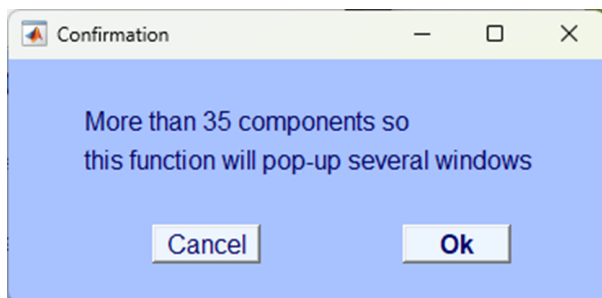 Confirmation
More than 35 components so
this function will pop-up several windows
Cancel
Ok